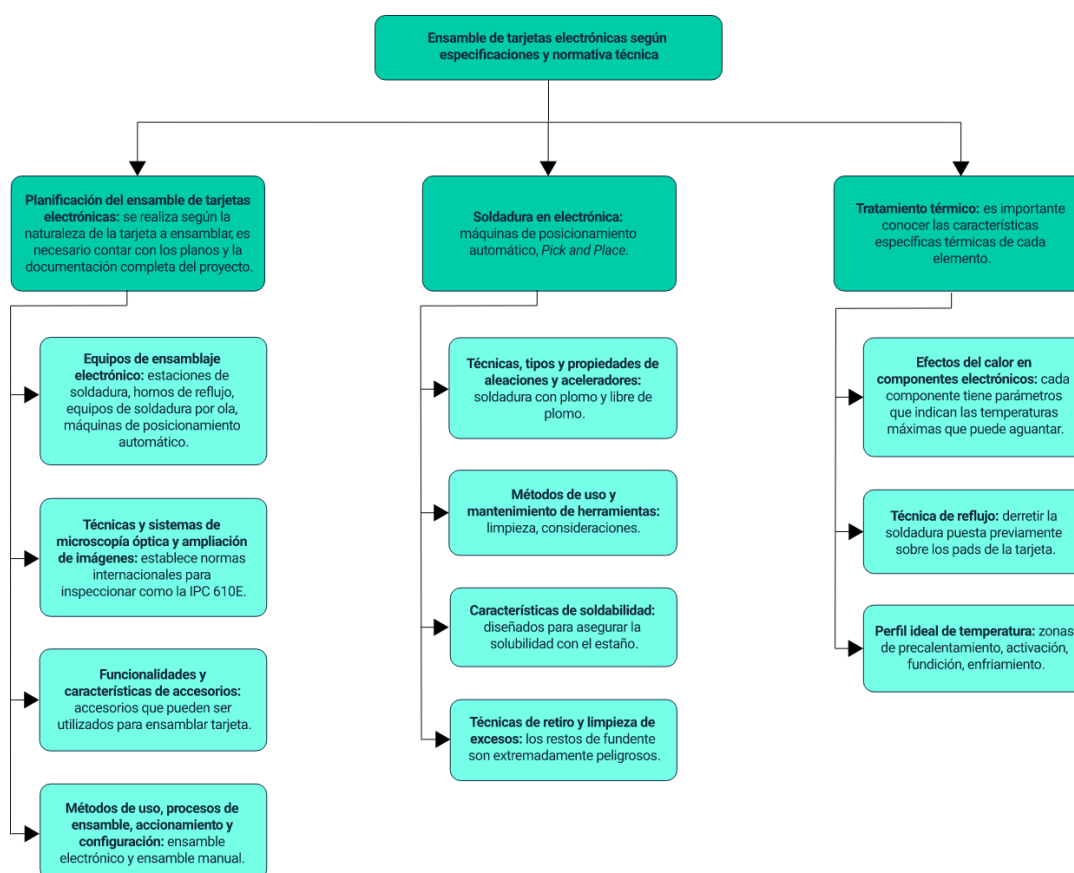 Ensamble de tarjetas electrónicas según
especificaciones y normativa técnica
Planificación del ensamble de tarjetas
electrónicas: se realiza según la
naturaleza de la tarjeta a ensamblar, es
necesario contar con los planos y la
documentación completa del proyecto.
Equipos de ensamblaje
electrónico: estaciones de
soldadura, hornos de reflujo,
equipos de soldadura por ola,
máquinas de posicionamiento
automático.
Técnicas y sistemas de
microscopía óptica y ampliación
de imágenes: establece normas
internacionales para
inspeccionar como la IPC 610E.
Funcionalidades y
características de accesorios:
accesorios que pueden ser
utilizados para ensamblar tarjeta.
Métodos de uso, procesos de
ensamble, accionamiento y
configuración: ensamble
electrónico y ensamble manual.
Soldadura en electrónica:
máquinas de posicionamiento
automático, Pick and Place.
Técnicas, tipos y propiedades de
aleaciones y aceleradores:
soldadura con plomo y libre de
plomo.
Métodos de uso y
mantenimiento de herramientas:
limpieza, consideraciones.
Características de soldabilidad:
diseñados para asegurar la
solubilidad con el estaño.
Técnicas de retiro y limpieza de
excesos: los restos de fundente
son extremadamente peligrosos.
Tratamiento térmico: es importante
conocer las características
específicas térmicas de cada
elemento.
Efectos del calor en
componentes electrónicos: cada
componente tiene parámetros
que indican las temperaturas
máximas que puede aguantar.
Técnica de reflujo: derretir la
soldadura puesta previamente
sobre los pads de la tarjeta.
Perfil ideal de temperatura: zonas
de precalentamiento, activación,
fundición, enfriamiento.